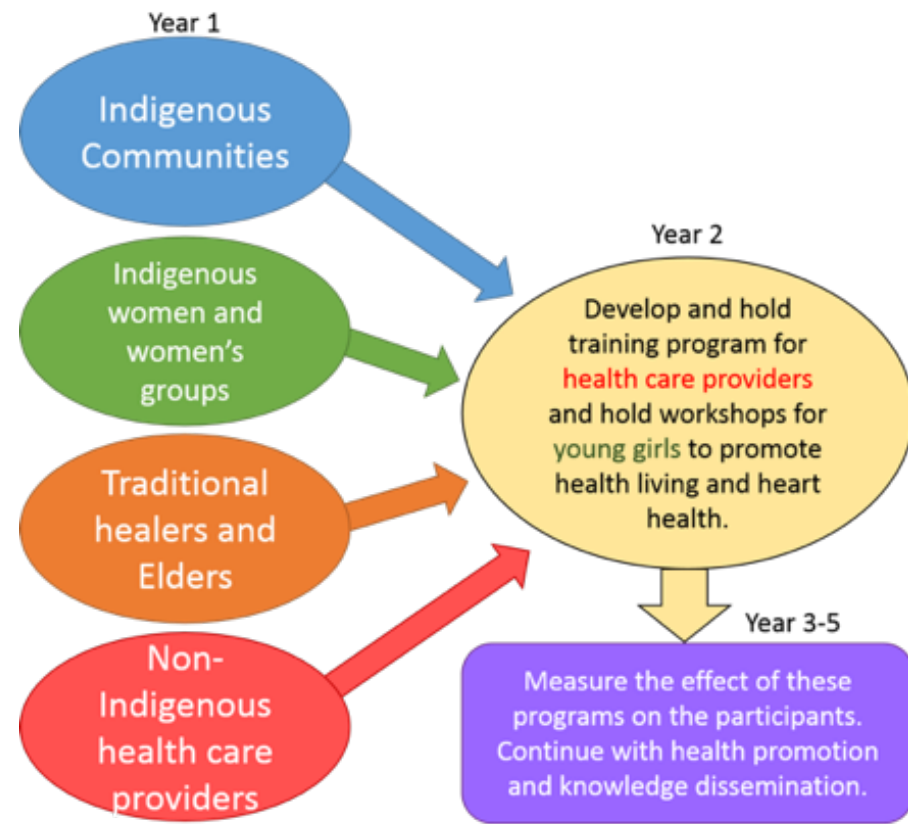 Year 1
Indigenous
Communities
Indigenous
women and
women's
groups
Traditional
healers and
Elders
Non-
Indigenous
health care
providers
Year 2
Develop and hold
training program for
health care providers
and hold workshops for
young girls to promote
health living and heart
health.
Year 3-5
Measure the effect of these
programs on the participants.
Continue with health promotion
and knowledge dissemination.